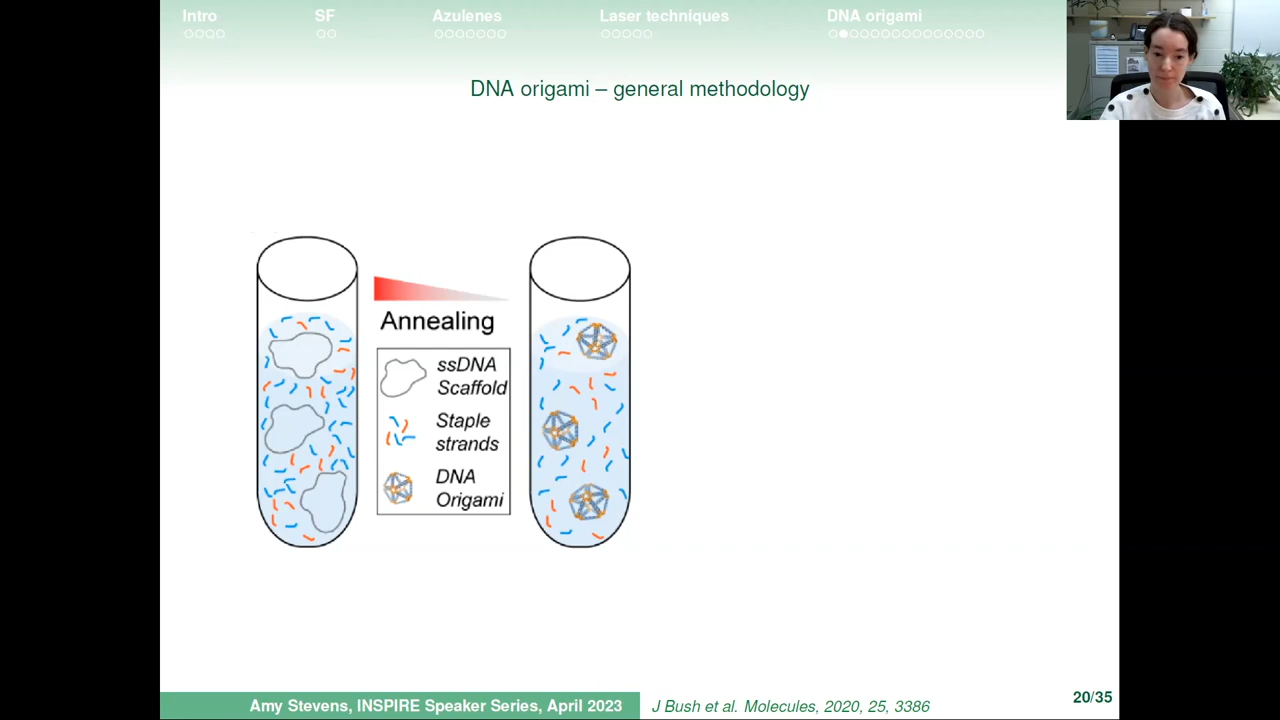 Intro SF Azulenes Laser techniques DNA origami
DNA origami – general methodology
Annealing
ssDNA
Scaffold
Staple
strands
DNA
Origami
Amy Stevens, INSPIRE Speaker Series, April 2023
J Bush et al. Molecules, 2020, 25, 3386
20/35